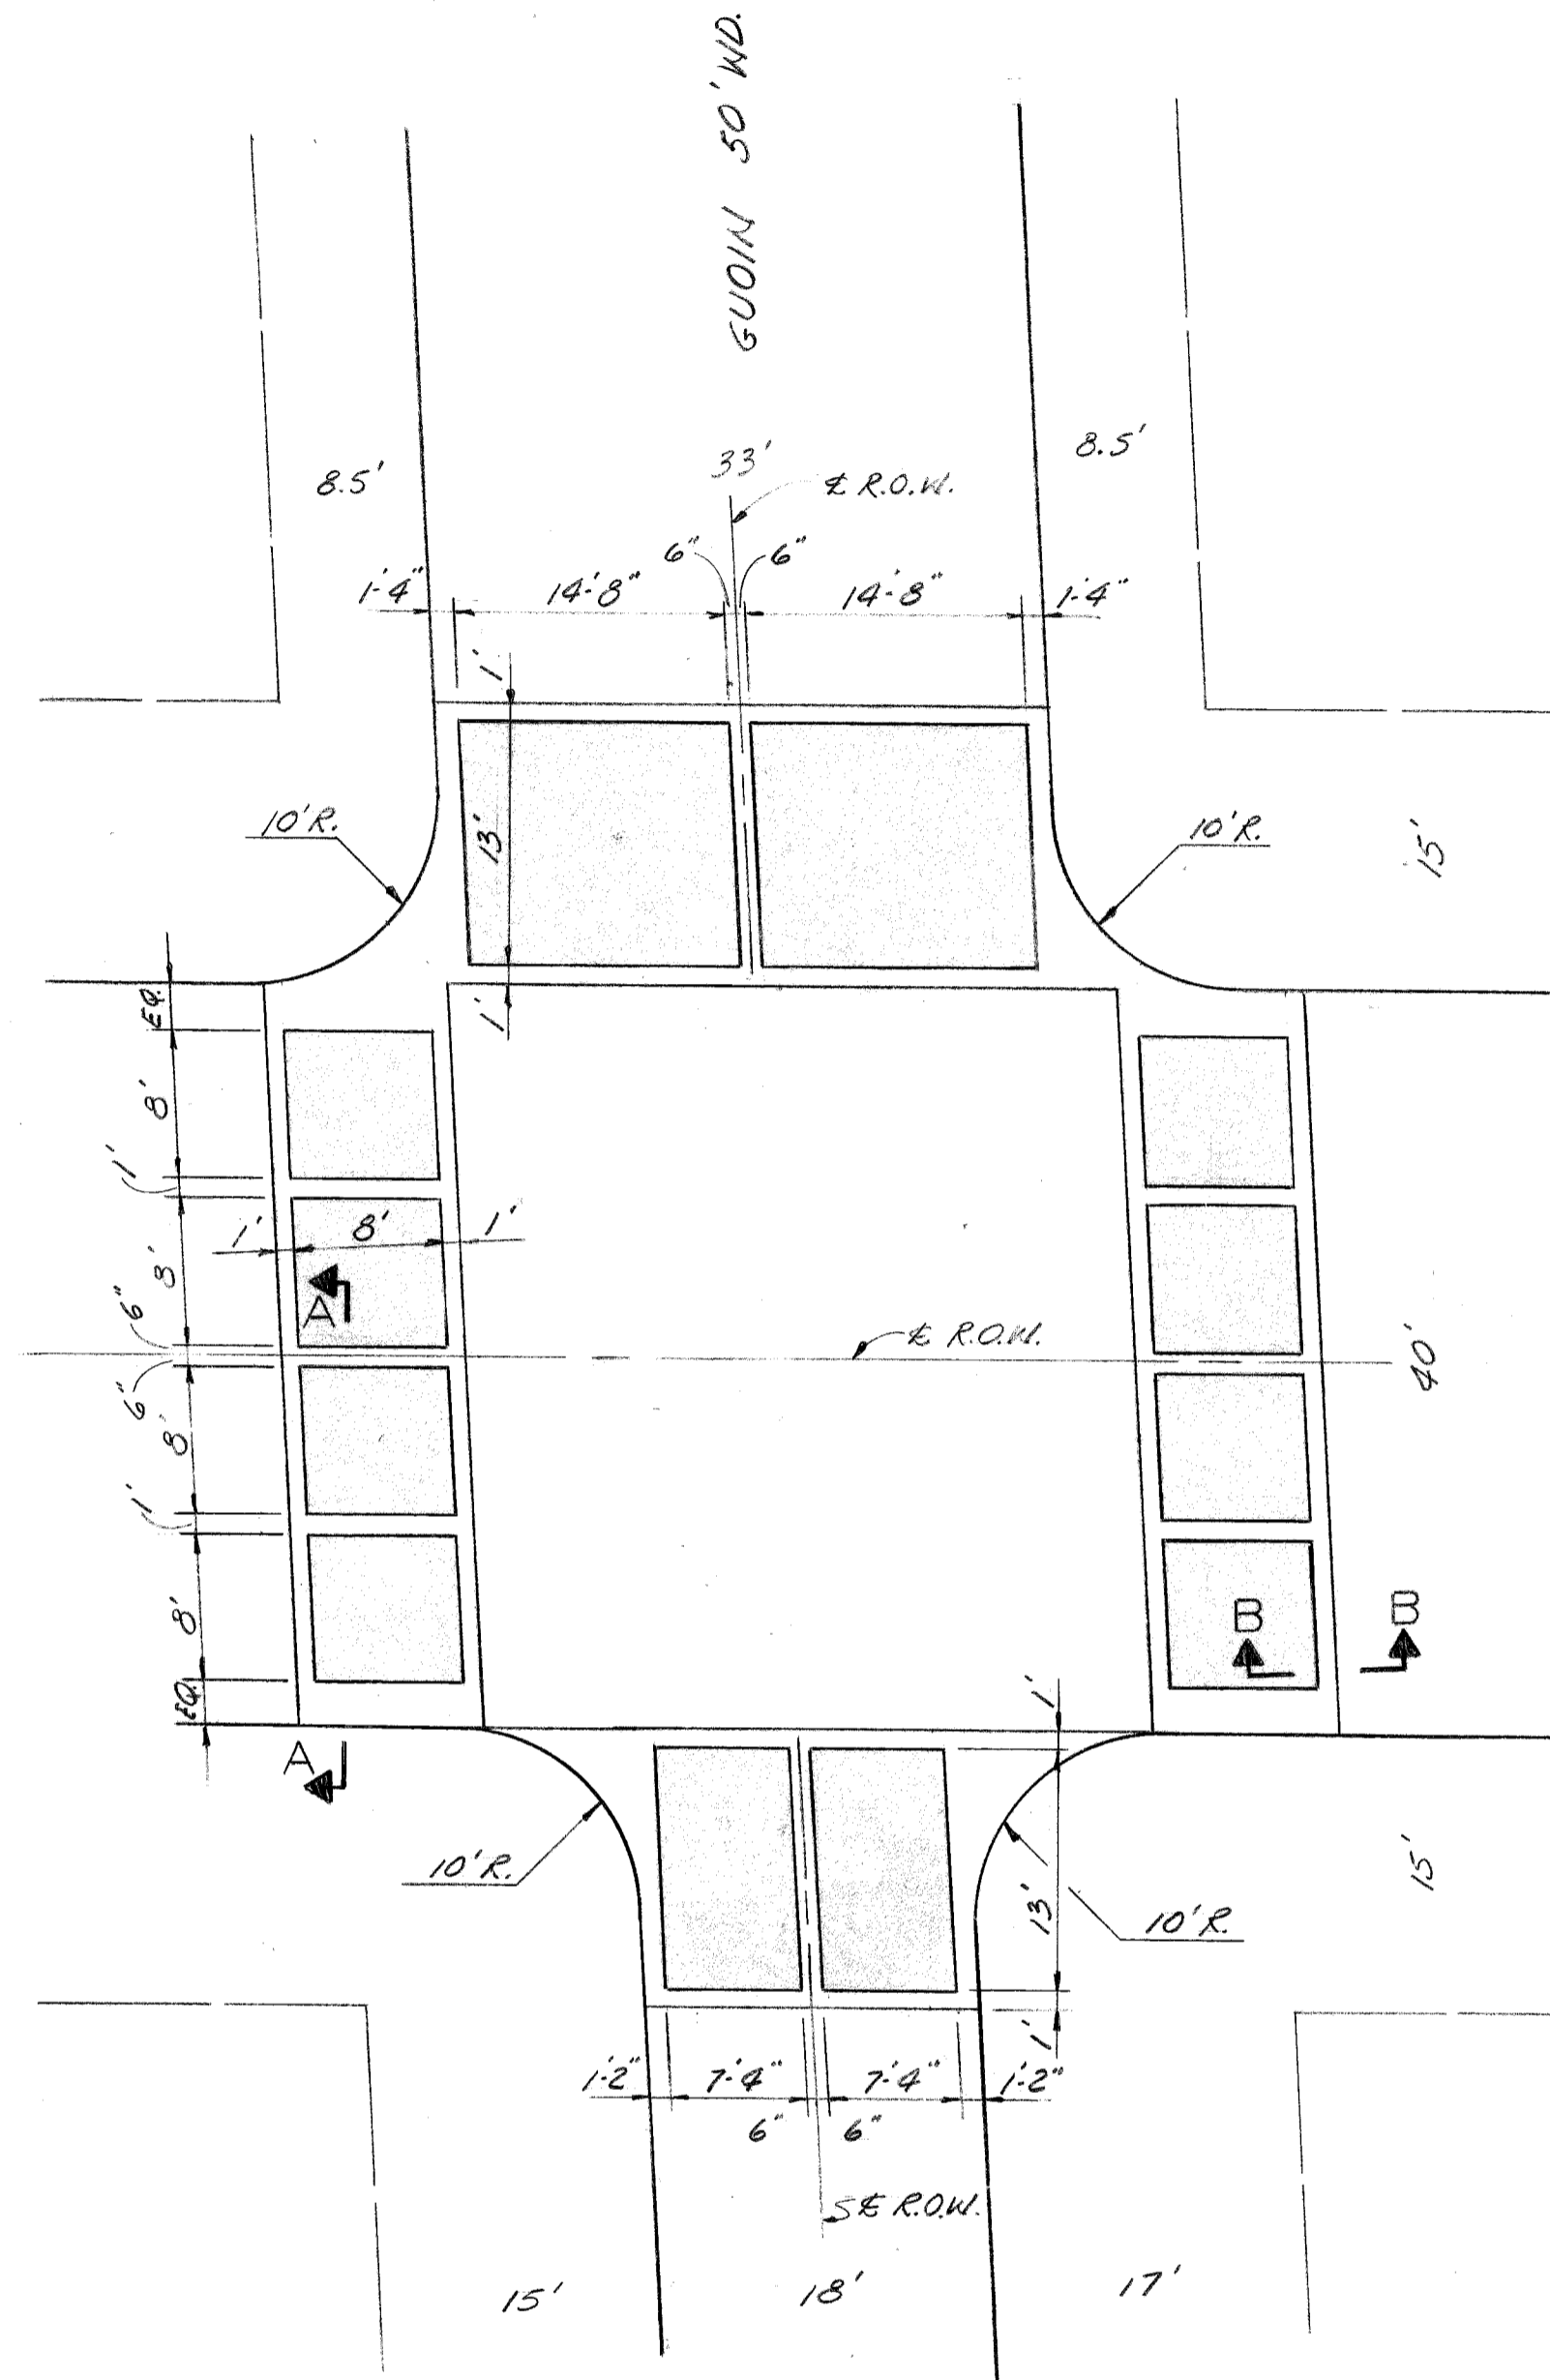 GUOIN 50' WD.
8.5'
33'
8.5'
℄ R.O.W.
6" 6"
1'-4" 14'-8" 14'-8" 1'-4"
1'
10'R.
13'
10'R.
15'
EQ.
1'
8'
1'
1' 8' 1'
8'
A
6"
℄ R.O.W.
40'
6"
8'
1'
8'
B B
EQ.
1'
A
10'R.
13'
10'R.
15'
1'
1'-2" 7'-4" 7'-4" 1'-2"
6" 6"
S℄ R.O.W.
15' 18' 17'